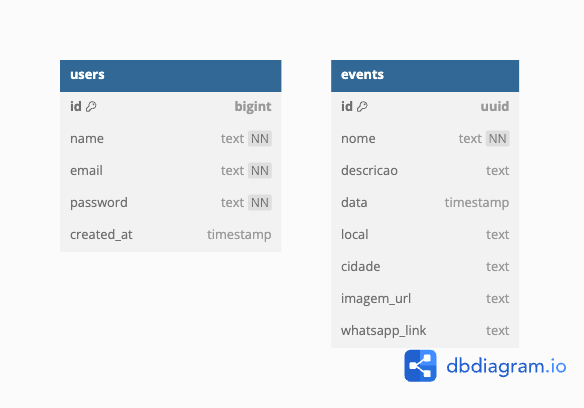 users
id bigint
name text NN
email text NN
password text NN
created_at timestamp
events
id uuid
nome text NN
descricao text
data timestamp
local text
cidade text
imagem_url text
whatsapp_link text
dbdiagram.io